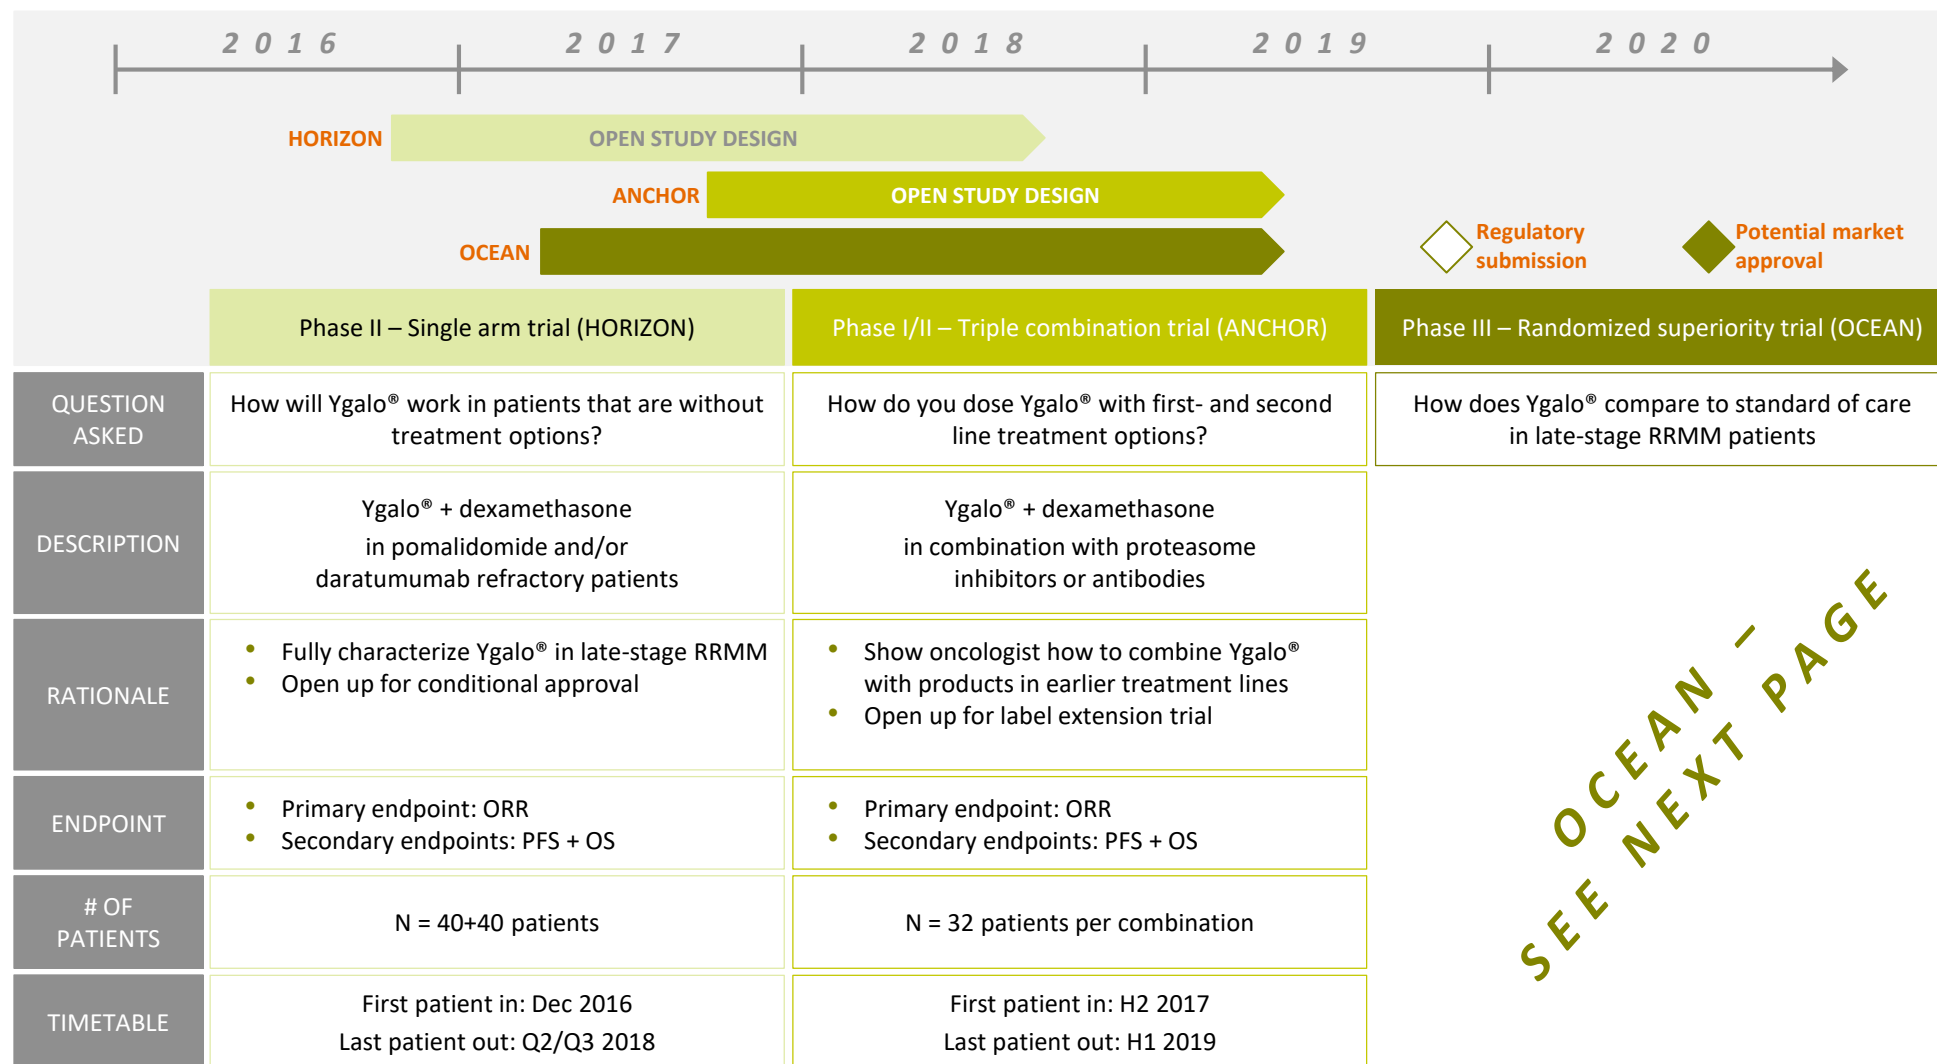 2016 2017 2018 2019 2020
HORIZON
OPEN STUDY DESIGN
ANCHOR
OPEN STUDY DESIGN
OCEAN
Regulatory
submission
Potential market
approval
Phase II – Single arm trial (HORIZON)
Phase I/II – Triple combination trial (ANCHOR)
Phase III – Randomized superiority trial (OCEAN)
QUESTION
ASKED
How will Ygalo® work in patients that are without
treatment options?
How do you dose Ygalo® with first- and second
line treatment options?
How does Ygalo® compare to standard of care
in late-stage RRMM patients
DESCRIPTION
Ygalo® + dexamethasone
in pomalidomide and/or
daratumumab refractory patients
Ygalo® + dexamethasone
in combination with proteasome
inhibitors or antibodies
RATIONALE
• Fully characterize Ygalo® in late-stage RRMM
• Open up for conditional approval
• Show oncologist how to combine Ygalo®
with products in earlier treatment lines
• Open up for label extension trial
ENDPOINT
• Primary endpoint: ORR
• Secondary endpoints: PFS + OS
• Primary endpoint: ORR
• Secondary endpoints: PFS + OS
# OF
PATIENTS
N = 40+40 patients
N = 32 patients per combination
TIMETABLE
First patient in: Dec 2016
Last patient out: Q2/Q3 2018
First patient in: H2 2017
Last patient out: H1 2019
OCEAN –
SEE NEXT PAGE